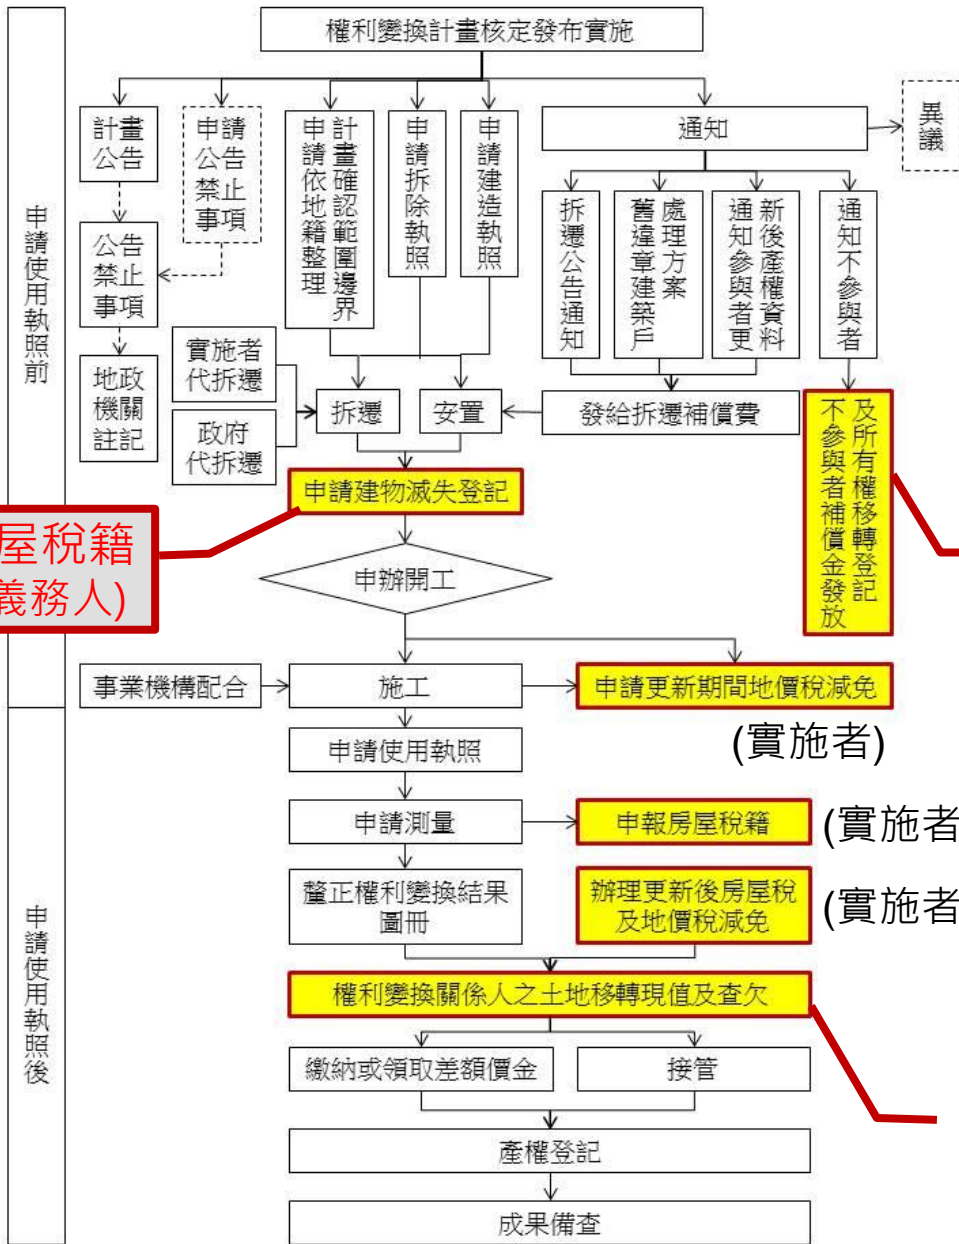 權利變換計畫核定發布實施
申請使用執照前
計畫
公告
申請
公告
禁止
事項
計畫確認範圍邊界
申請依地籍整理
申請拆除執照
申請建造執照
通知
異議
公告
禁止
事項
地政
機關
註記
拆遷公告通知
處理方案
舊違章建築戶
新後產權資料
通知參與者更
通知不參與者
實施者
代拆遷
政府
代拆遷
拆遷
安置
發給拆遷補償費
及所有權移轉登記
不參與者補償金發放
申請建物滅失登記
屋稅籍
義務人)
申辦開工
事業機構配合
施工
申請更新期間地價稅減免
(實施者)
申請使用執照後
申請使用執照
申請測量
申報房屋稅籍
(實施者
釐正權利變換結果
圖冊
辦理更新後房屋稅
及地價稅減免
(實施者
權利變換關係人之土地移轉現值及查欠
繳納或領取差額價金
接管
產權登記
成果備查